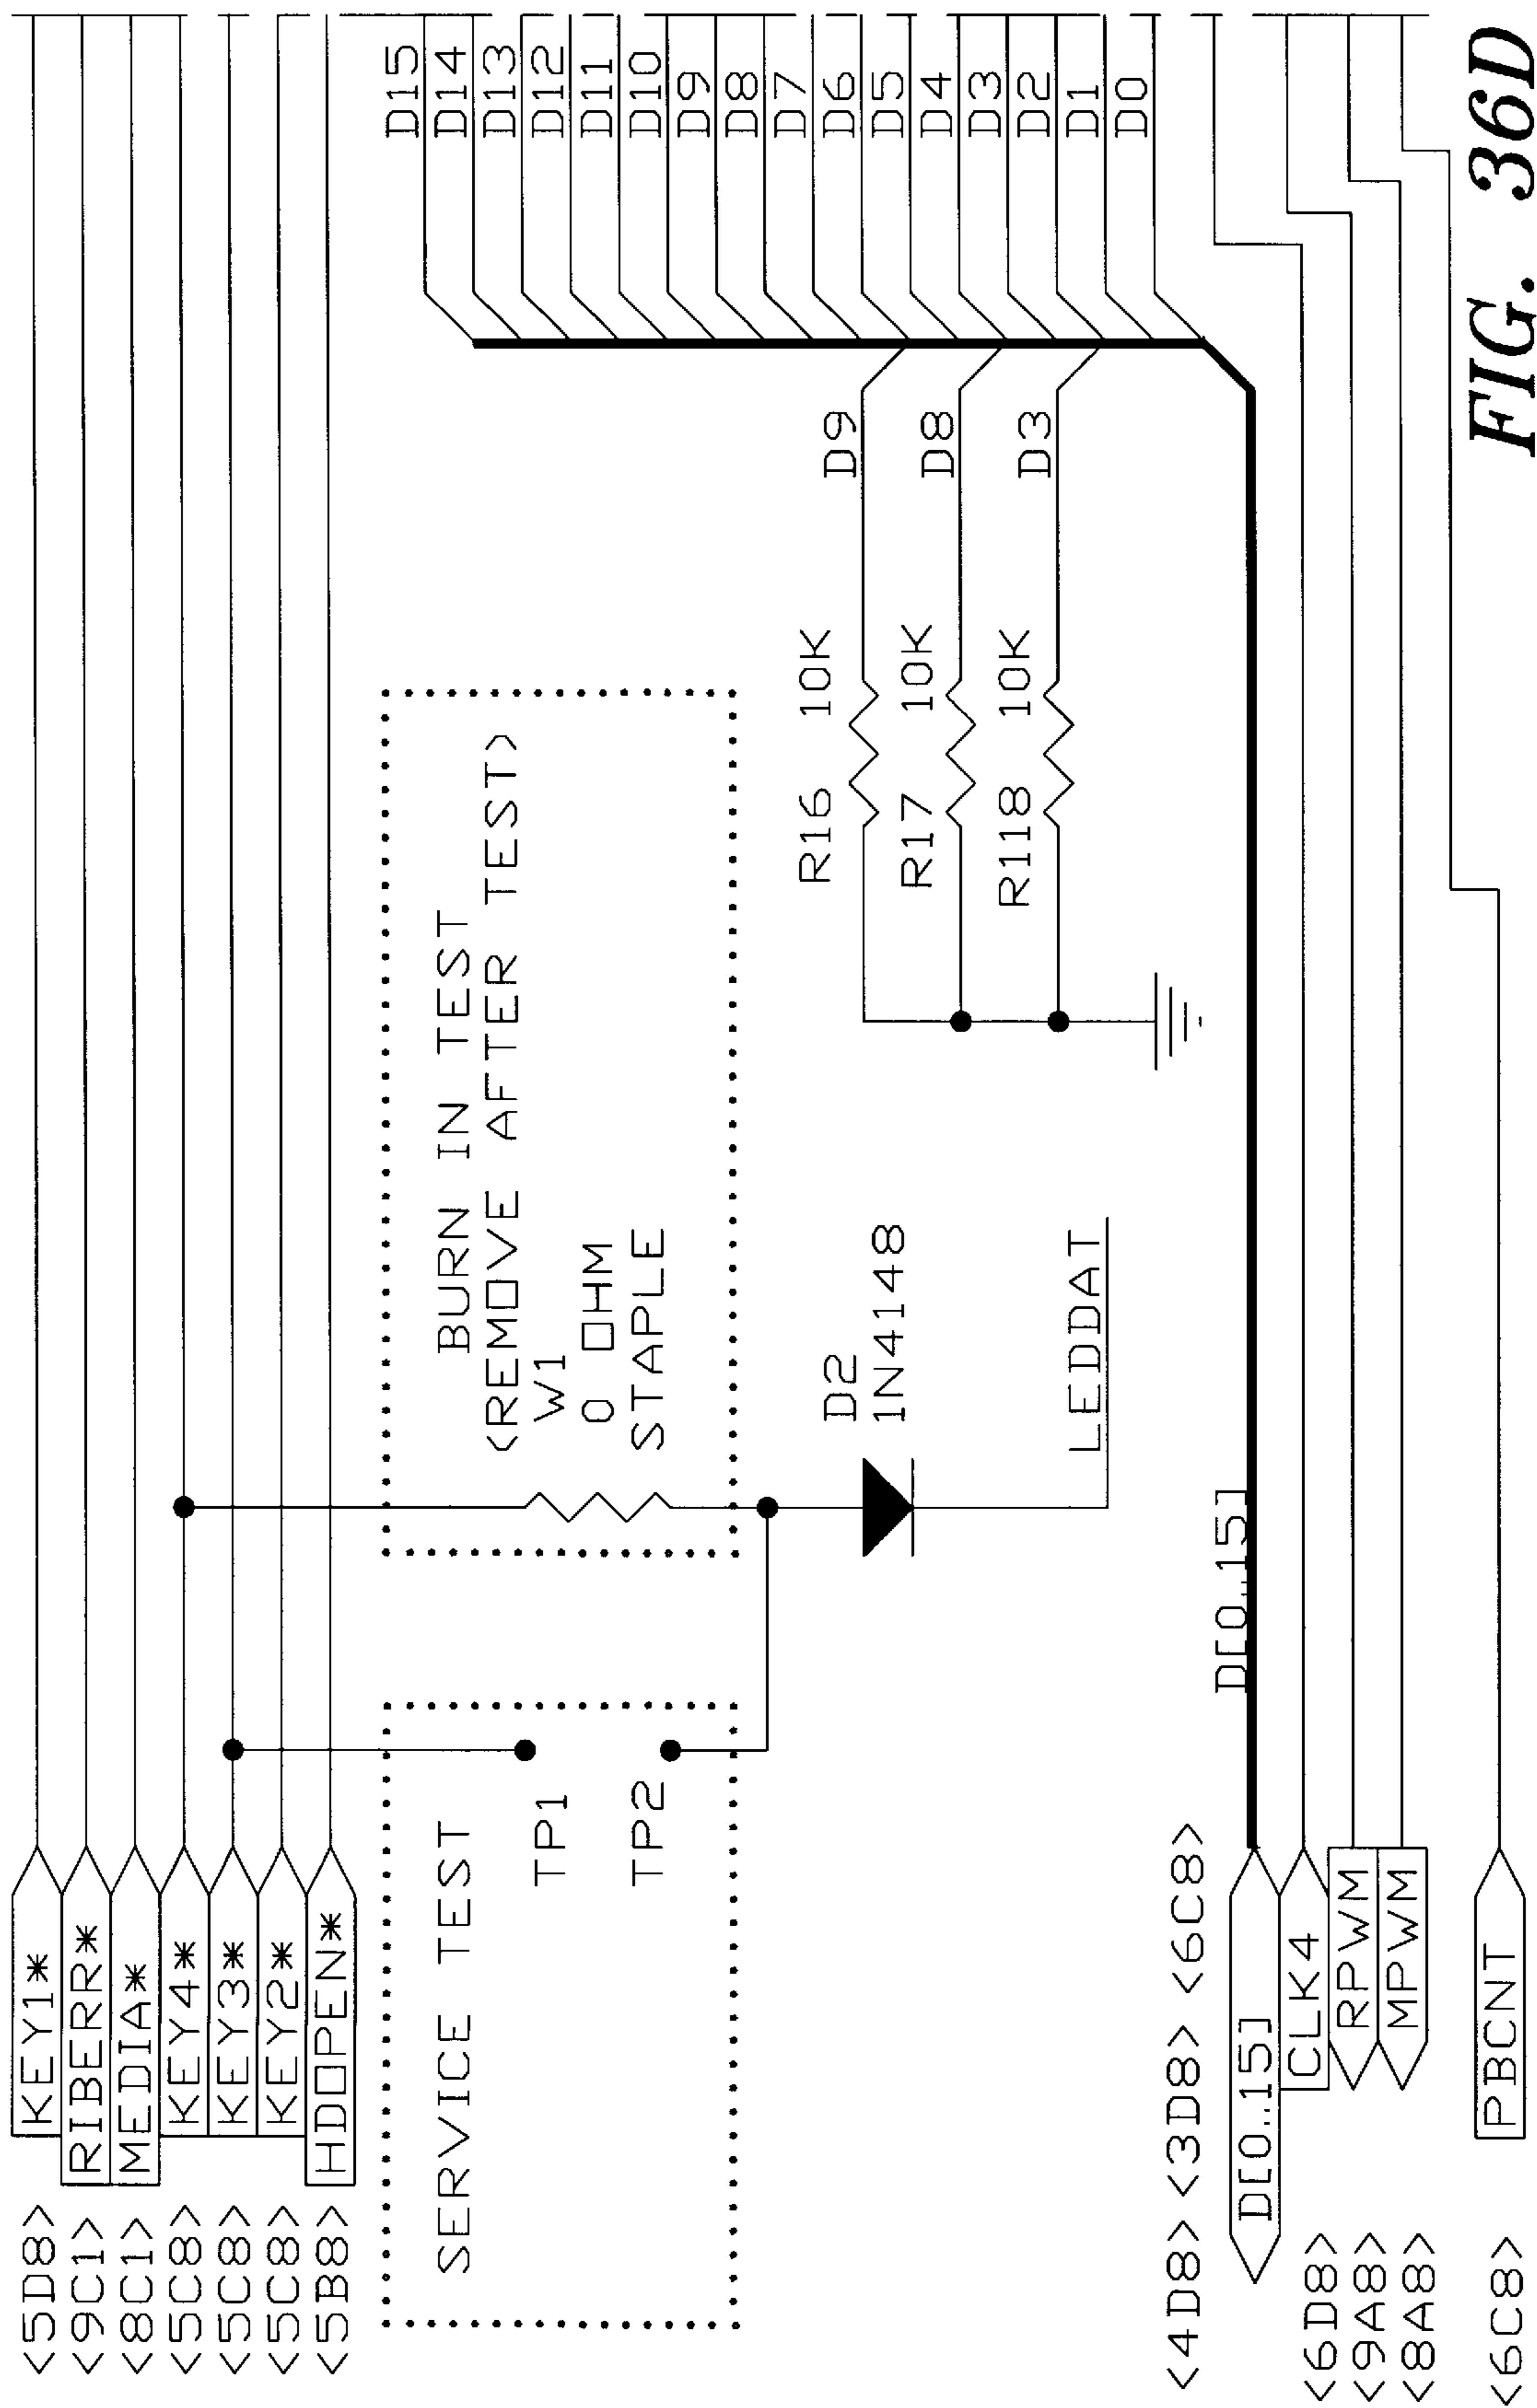 <5D8> KEY1*
<9C1> RIBERR*
<8C1> MEDIA*
<5C8> KEY4*
<5C8> KEY3*
<5C8> KEY2*
<5B8> HDOPEN*
SERVICE TEST
TP1
TP2
BURN IN TEST
<REMOVE AFTER TEST>
W1
0 OHM
STAPLE
D2
1N4148
LEDDAT
D15
D14
D13
D12
D11
D10
D9
D8
D7
D6
D5
D4
D3
D2
D1
D0
R16 10K D9
R17 10K D8
R118 10K D3
<4D8> <3D8> <6C8>
D[0..15] D[0..15]
<6D8> CLK4
<9A8> RPWM
<8A8> MPWM
<6C8> PBCNT
FIG. 36D